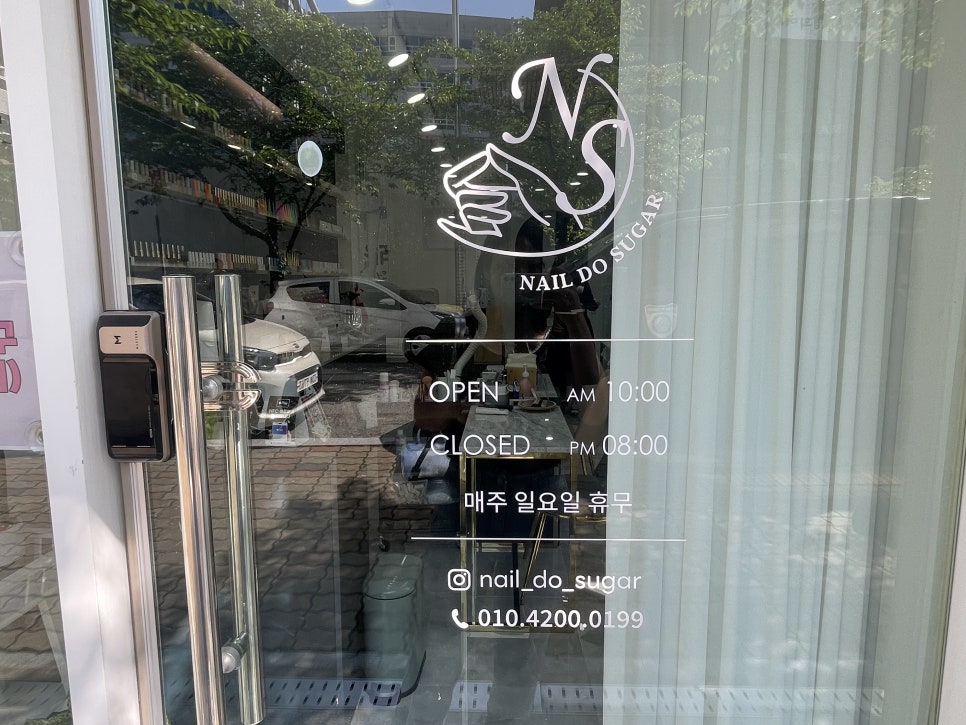 NS
NAIL DO SUGAR
OPEN AM 10:00
CLOSED PM 08:00
매주 일요일 휴무
nail_do_sugar
010.4200.0199